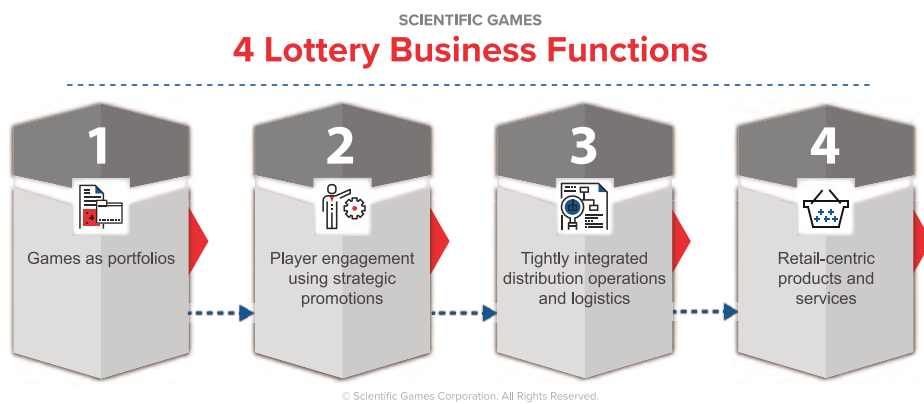 SCIENTIFIC GAMES
4 Lottery Business Functions
1
Games as portfolios
2
Player engagement
using strategic
promotions
3
Tightly integrated
distribution operations
and logistics
4
Retail-centric
products and
services
© Scientific Games Corporation. All Rights Reserved.